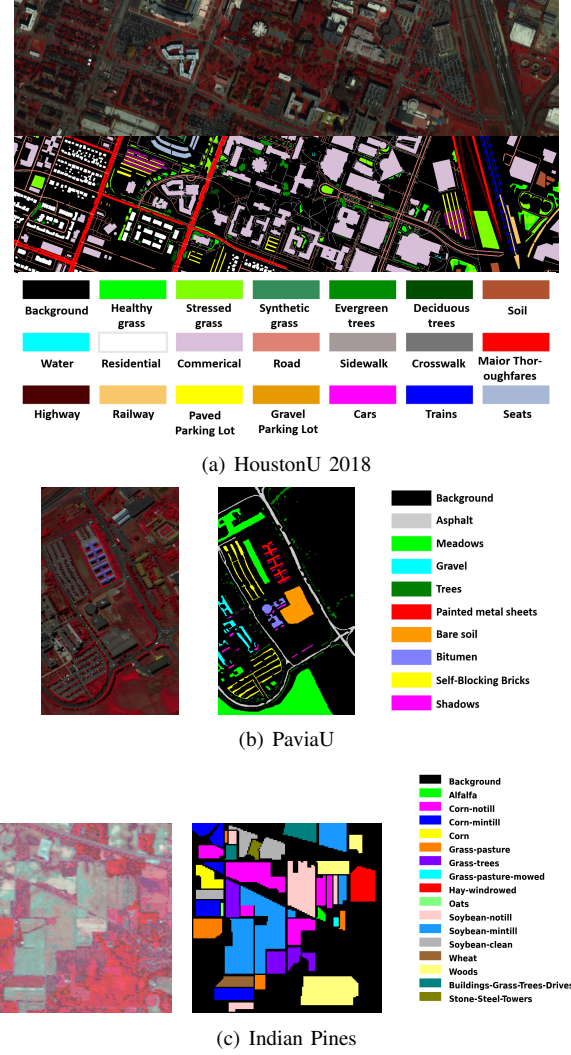 Background Healthy Stressed Synthetic Evergreen Deciduous Soil
grass grass grass trees trees
Water Residential Commerical Road Sidewalk Crosswalk Maior Thor-
oughfares
Highway Railway Paved Gravel Cars Trains Seats
Parking Lot Parking Lot
(a) HoustonU 2018
Background
Asphalt
Meadows
Gravel
Trees
Painted metal sheets
Bare soil
Bitumen
Self-Blocking Bricks
Shadows
(b) PaviaU
Background
Alfalfa
Corn-notill
Corn-mintill
Corn
Grass-pasture
Grass-trees
Grass-pasture-mowed
Hay-windrowed
Oats
Soybean-notill
Soybean-mintill
Soybean-clean
Wheat
Woods
Buildings-Grass-Trees-Drives
Stone-Steel-Towers
(c) Indian Pines